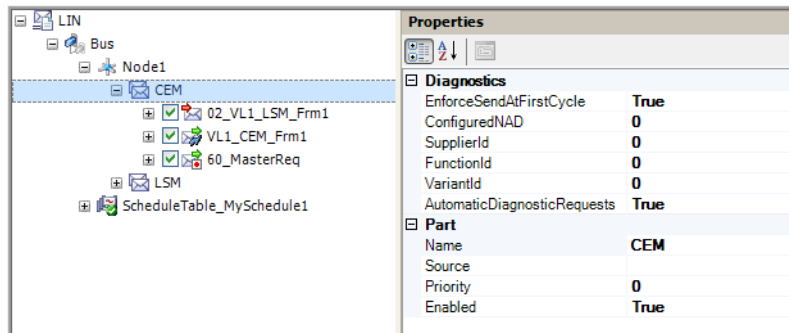 LIN
Bus
Node1
CEM
02_VL1_LSM_Frm1
VL1_CEM_Frm1
60_MasterReq
LSM
ScheduleTable_MySchedule1
Properties
Diagnostics
EnforceSendAtFirstCycle True
ConfiguredNAD 0
SupplierId 0
FunctionId 0
VariantId 0
AutomaticDiagnosticRequests True
Part
Name CEM
Source
Priority 0
Enabled True